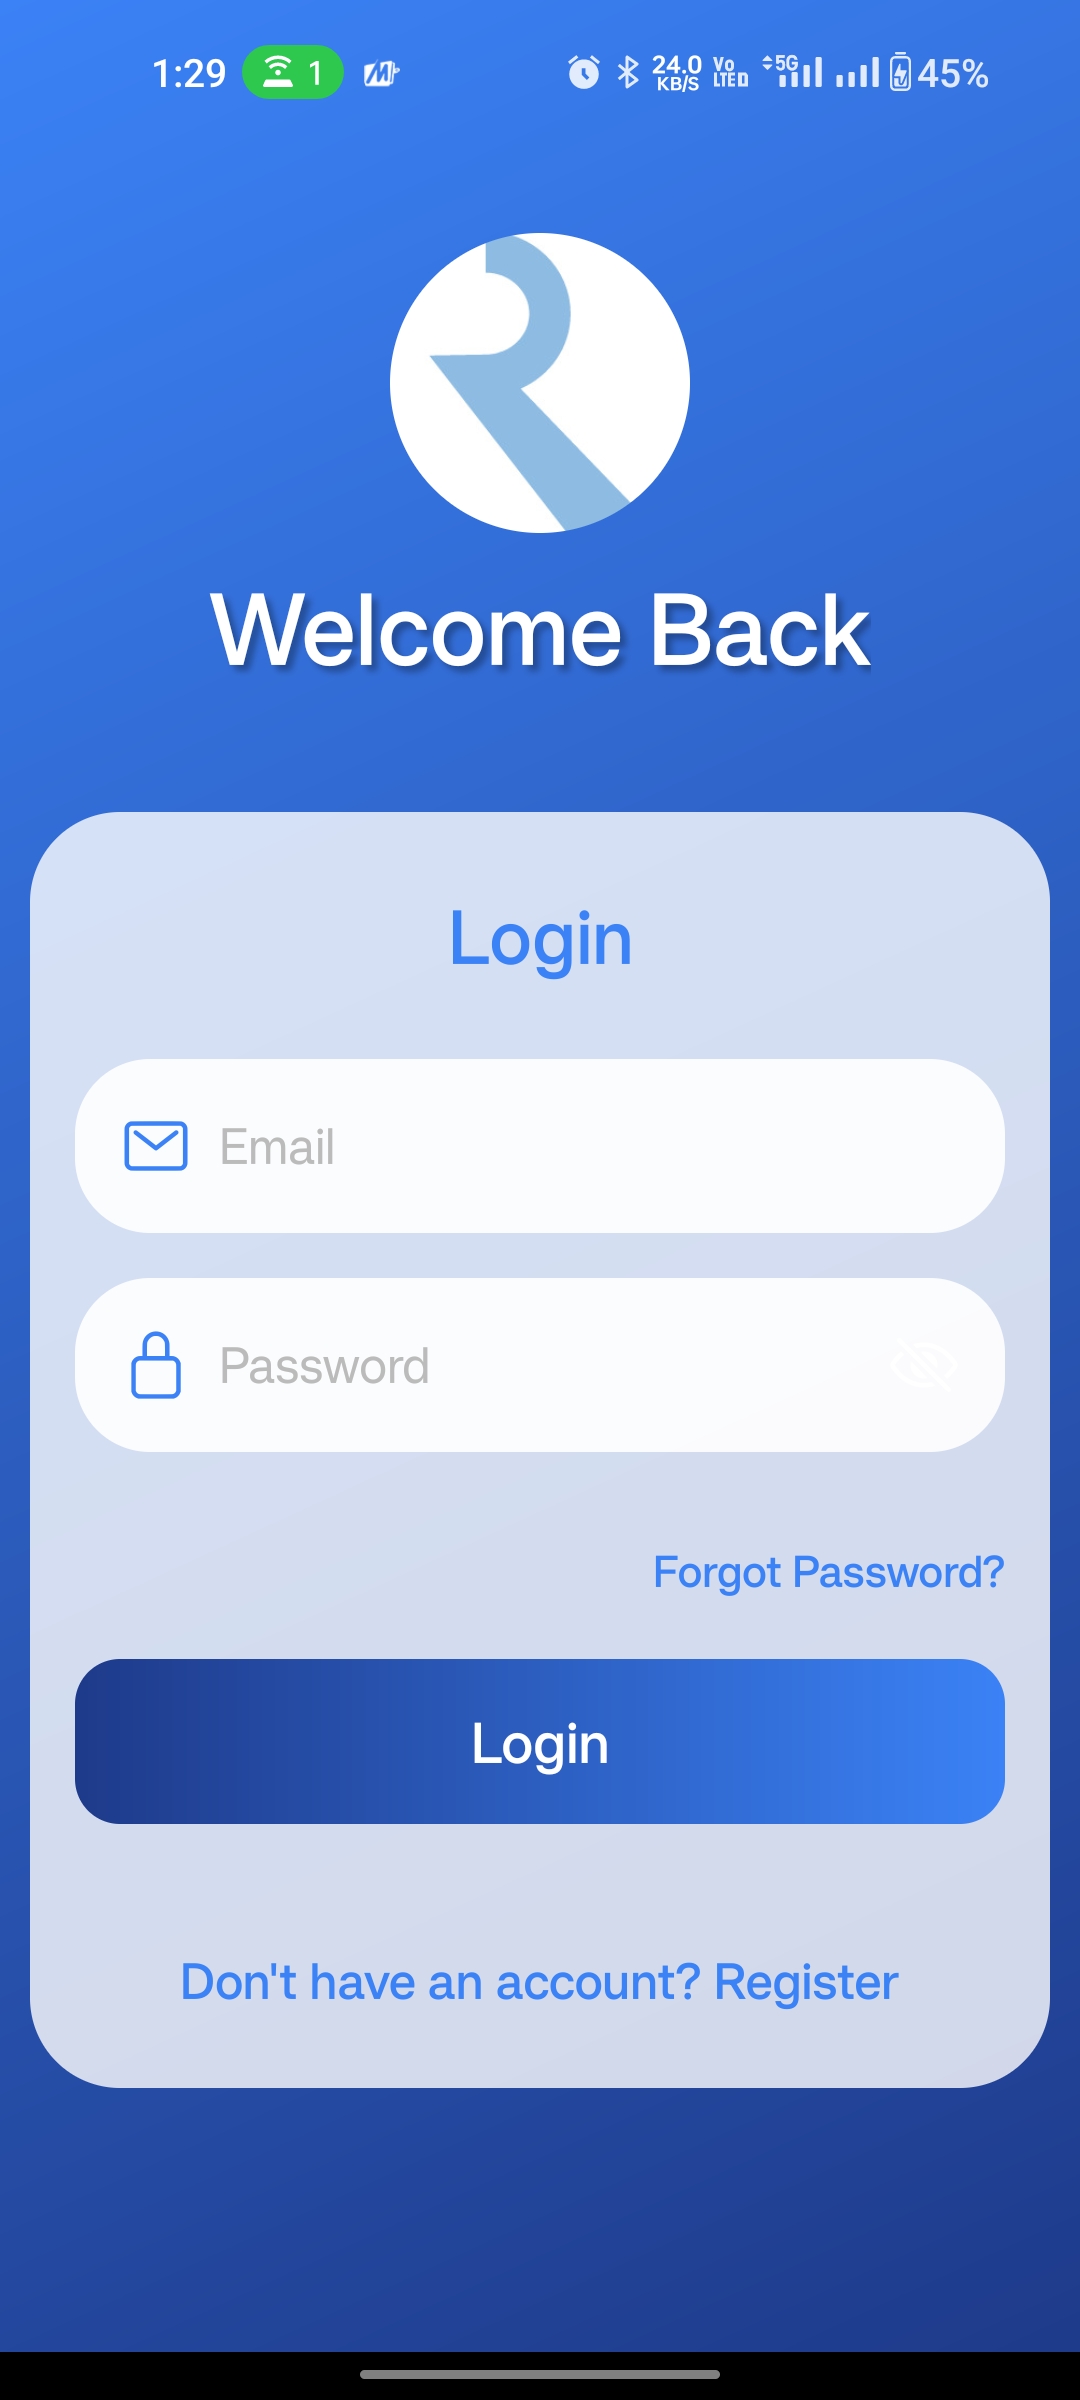 1:29 1 24.0 KB/S Vo LTE 5G 45%
Welcome Back
Login
Email
Password
Forgot Password?
Login
Don't have an account? Register